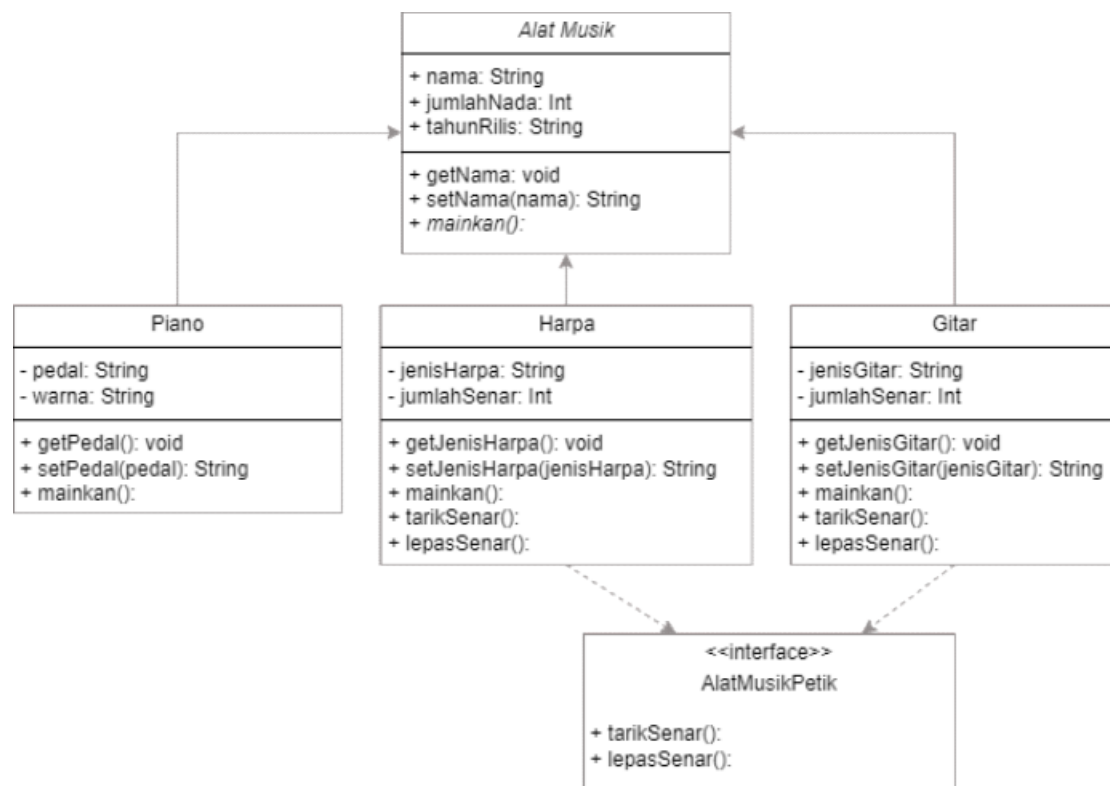 Alat Musik
+ nama: String
+ jumlahNada: Int
+ tahunRilis: String
+ getNama: void
+ setNama(nama): String
+ mainkan():
Piano
- pedal: String
- warna: String
+ getPedal(): void
+ setPedal(pedal): String
+ mainkan():
Harpa
- jenisHarpa: String
- jumlahSenar: Int
+ getJenisHarpa(): void
+ setJenisHarpa(jenisHarpa): String
+ mainkan():
+ tarikSenar():
+ lepasSenar():
Gitar
- jenisGitar: String
- jumlahSenar: Int
+ getJenisGitar(): void
+ setJenisGitar(jenisGitar): String
+ mainkan():
+ tarikSenar():
+ lepasSenar():
<<interface>>
AlatMusikPetik
+ tarikSenar():
+ lepasSenar():